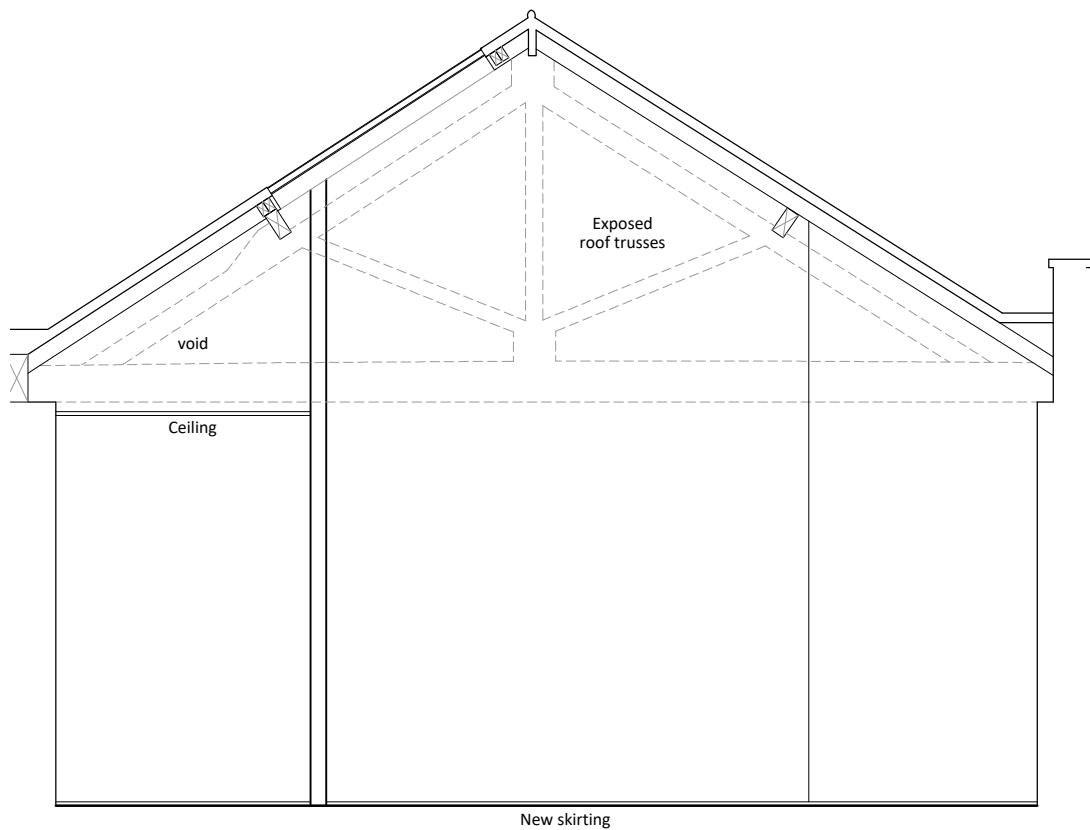 Exposed
roof trusses
void
Ceiling
New skirting